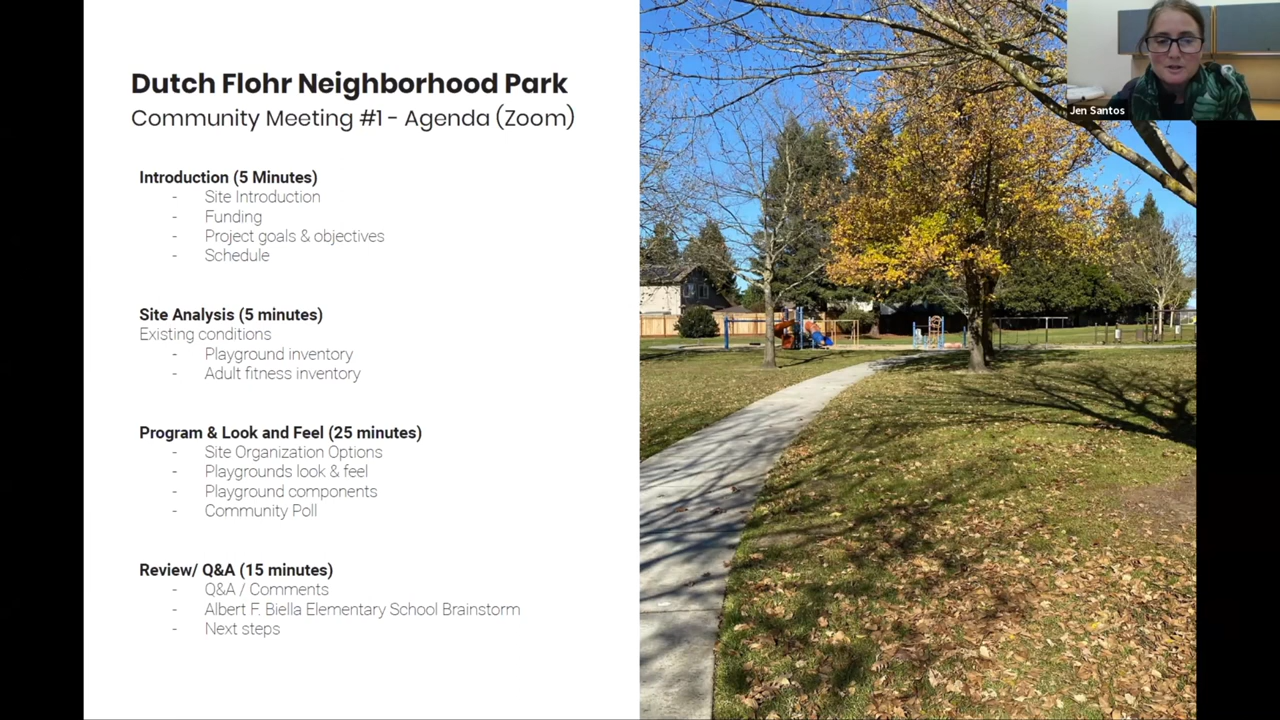 Dutch Flohr Neighborhood Park
Community Meeting #1 - Agenda (Zoom)
Introduction (5 Minutes)
- Site Introduction
- Funding
- Project goals & objectives
- Schedule
Site Analysis (5 minutes)
Existing conditions
- Playground inventory
- Adult fitness inventory
Program & Look and Feel (25 minutes)
- Site Organization Options
- Playgrounds look & feel
- Playground components
- Community Poll
Review/ Q&A (15 minutes)
- Q&A / Comments
- Albert F. Biella Elementary School Brainstorm
- Next steps
Jen Santos